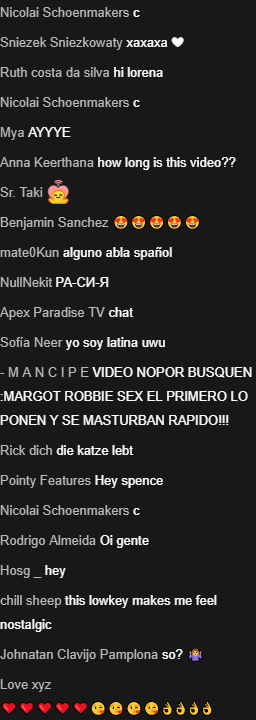 Nicolai Schoenmakers c
Sniezek Sniezkowaty xaxaxa 🤍
Ruth costa da silva hi lorena
Nicolai Schoenmakers c
Mya AYYYE
Anna Keerthana how long is this video??
Sr. Taki
Benjamin Sanchez 🤩🤩🤩🤩🤩
mate0Kun alguno abla spañol
NullNekit РА-СИ-Я
Apex Paradise TV chat
Sofía Neer yo soy latina uwu
- M A N C I P E VIDEO NOPOR BUSQUEN
:MARGOT ROBBIE SEX EL PRIMERO LO
PONEN Y SE MASTURBAN RAPIDO!!!
Rick dich die katze lebt
Pointy Features Hey spence
Nicolai Schoenmakers c
Rodrigo Almeida Oi gente
Hosg _ hey
chill sheep this lowkey makes me feel
nostalgic
Johnatan Clavijo Pamplona so? 🤷🏽‍♀️
Love xyz
❤️❤️❤️❤️❤️😘😘😘😘👌👌👌👌